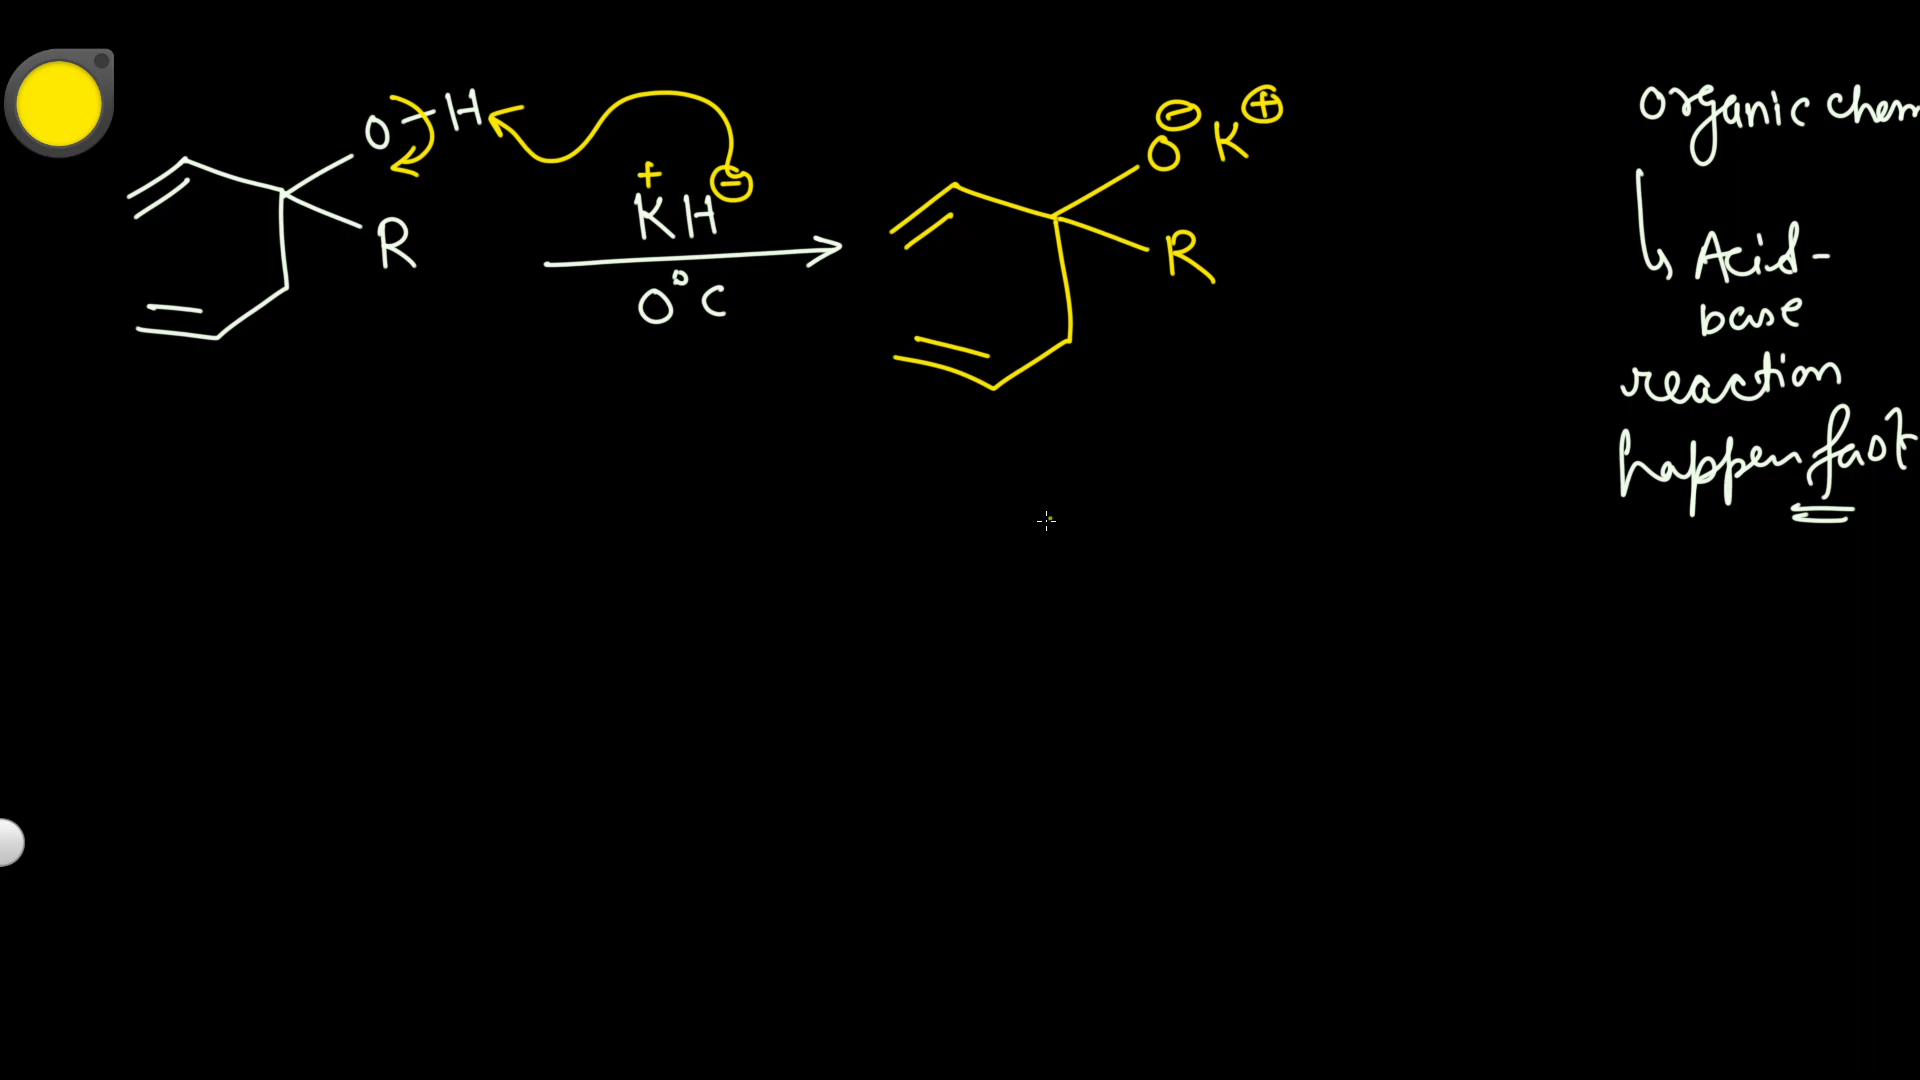 O-H
R
+ ⊖
KH
0°C
⊖ ⊕
O K
R
organic chem
Acid-
base
reaction
happen fast